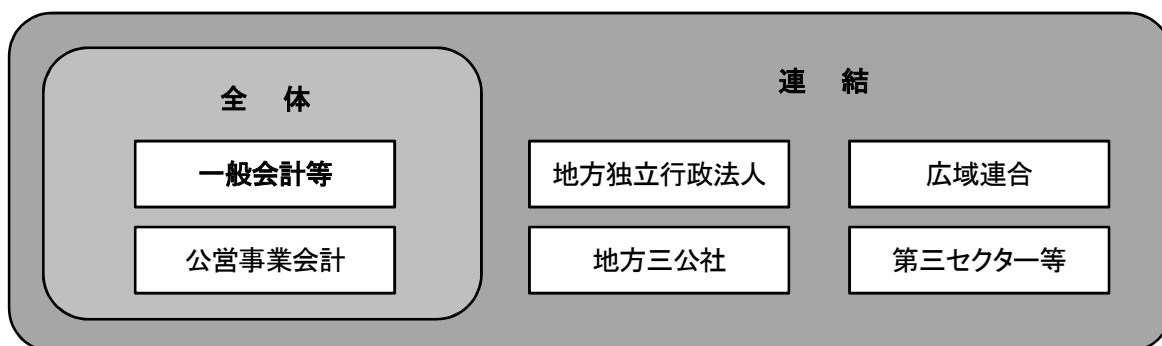 全 体
一般会計等
公営事業会計
連 結
地方独立行政法人
広域連合
地方三公社
第三セクター等